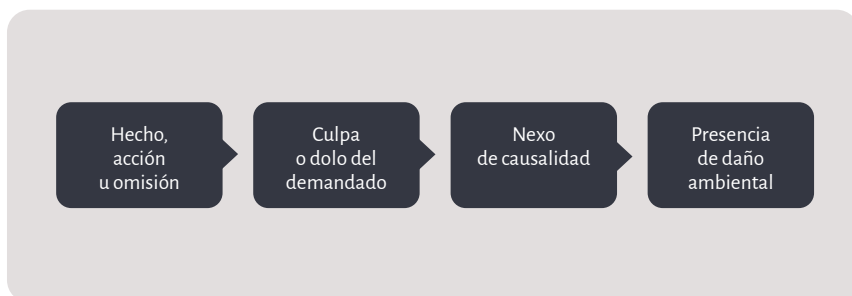 Hecho,
acción
u omisión
Culpa
o dolo del
demandado
Nexo
de causalidad
Presencia
de daño
ambiental